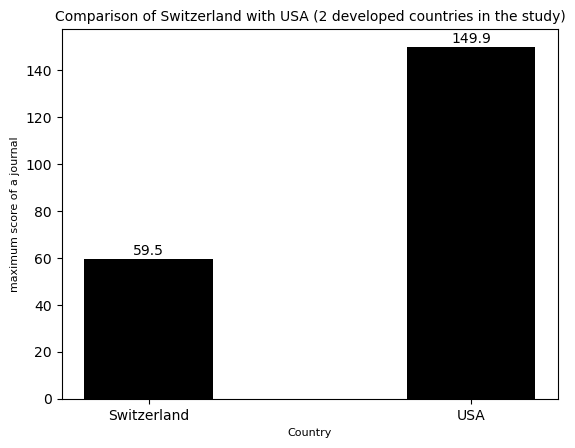 Comparison of Switzerland with USA (2 developed countries in the study)
149.9
140
120
100
80
60
40
20
0
maximum score of a journal
59.5
Switzerland
USA
Country